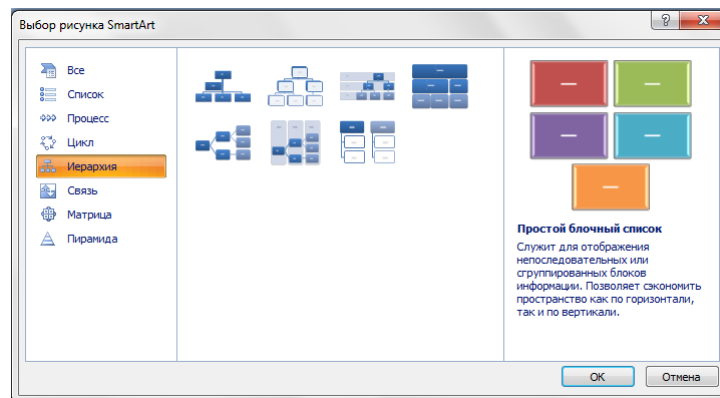 Выбор рисунка SmartArt
Все
Список
Процесс
Цикл
Иерархия
Связь
Матрица
Пирамида
Простой блочный список
Служит для отображения
непоследовательных или
сгруппированных блоков
информации. Позволяет сэкономить
пространство как по горизонтали,
так и по вертикали.
ОК
Отмена